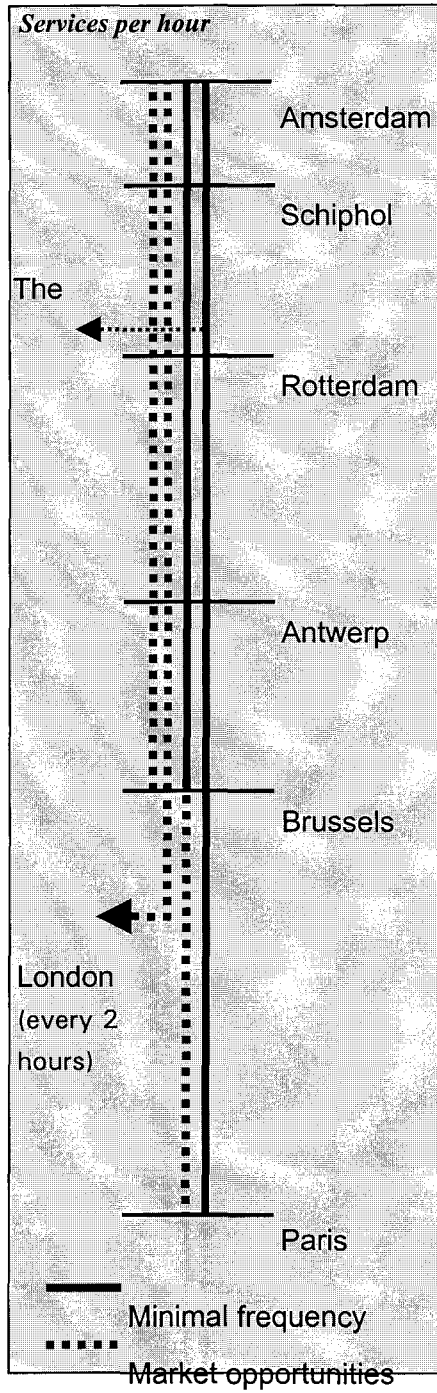 Services per hour
Amsterdam
Schiphol
The
Rotterdam
Antwerp
Brussels
London
(every 2
hours)
Paris
Minimal frequency
Market opportunities